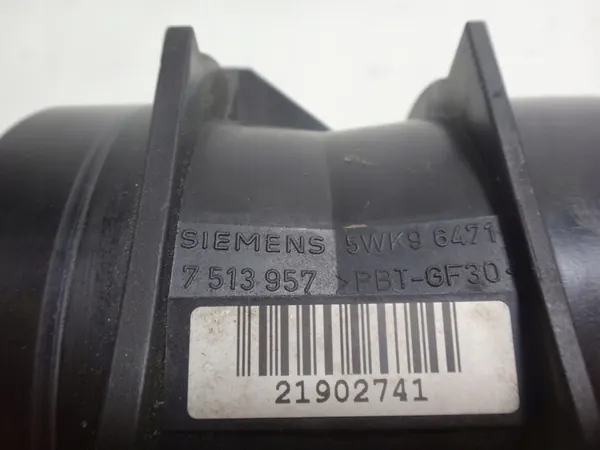 SIEMENS 5WK9 6471
7 513 957 >PBT-GF30<
21902741